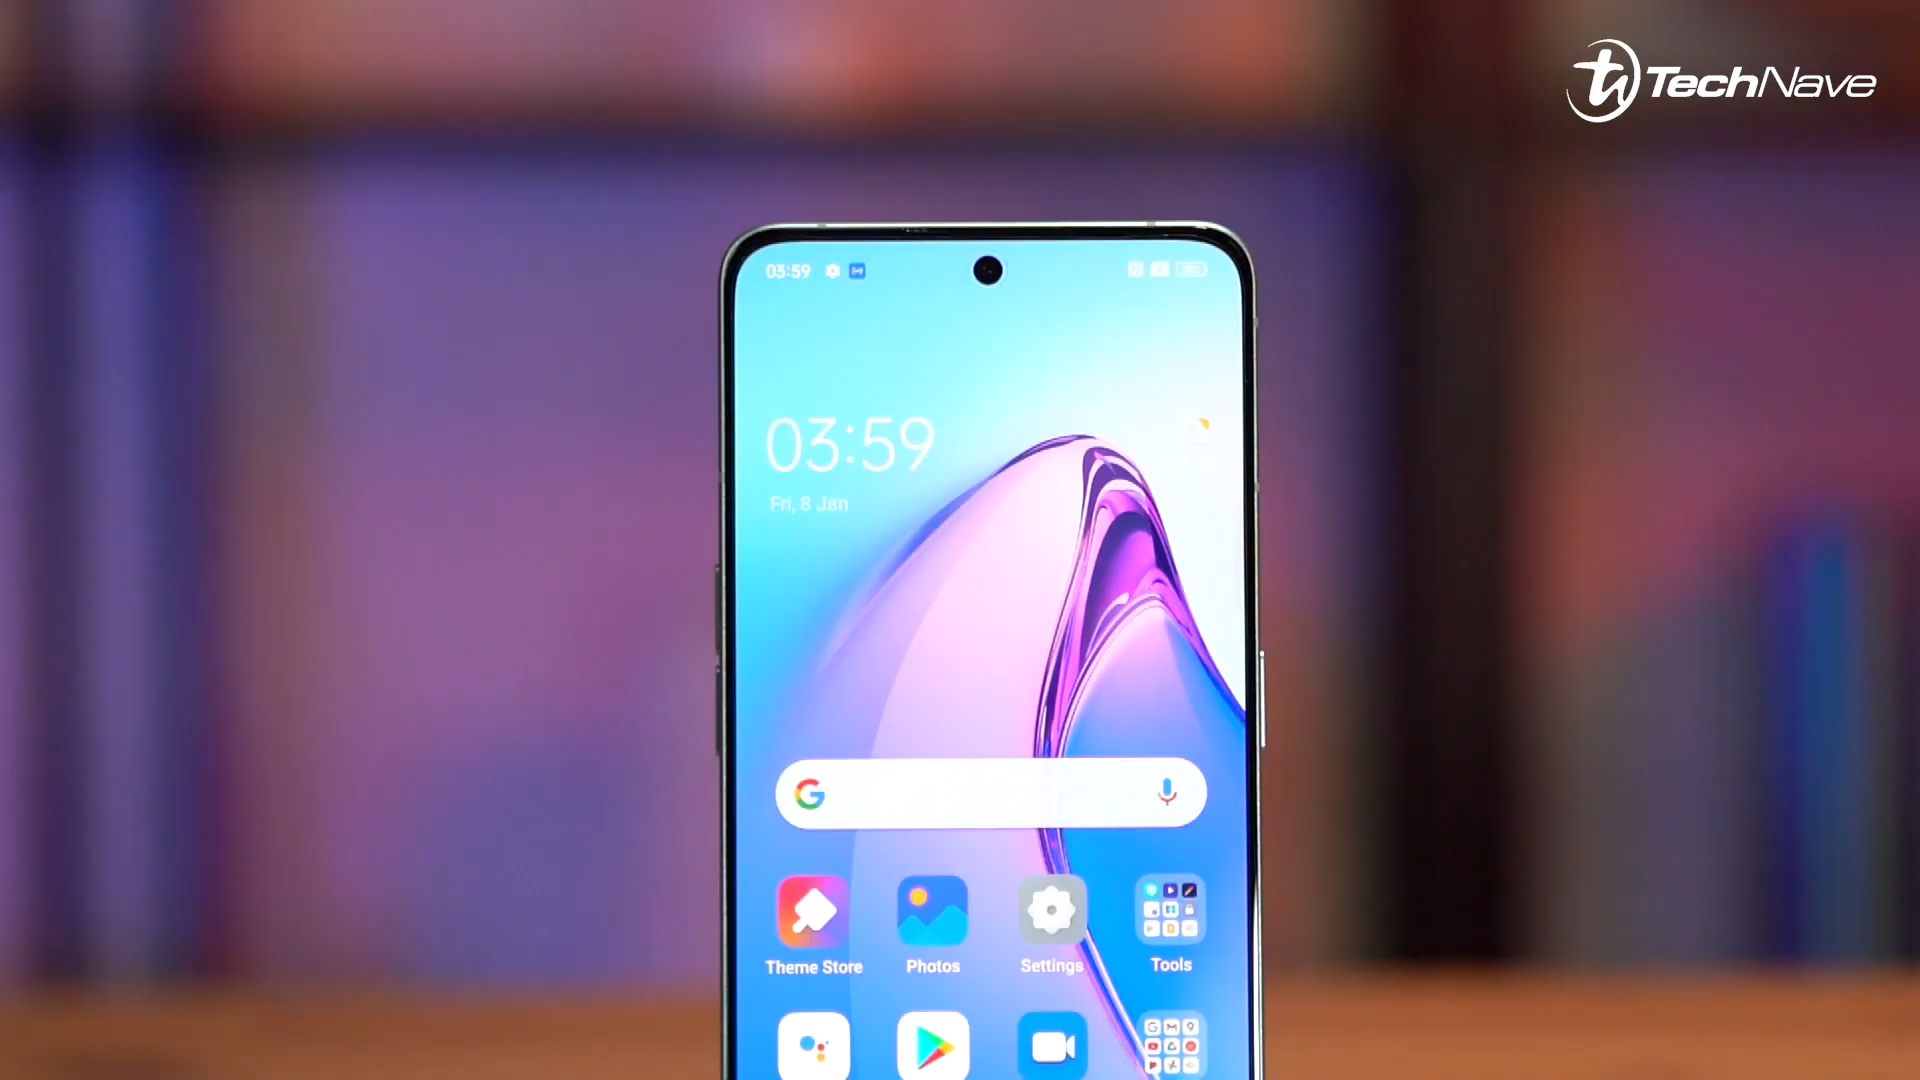 TechNave
03:59
03:59
Fri, 8 Jan
Theme Store
Photos
Settings
Tools